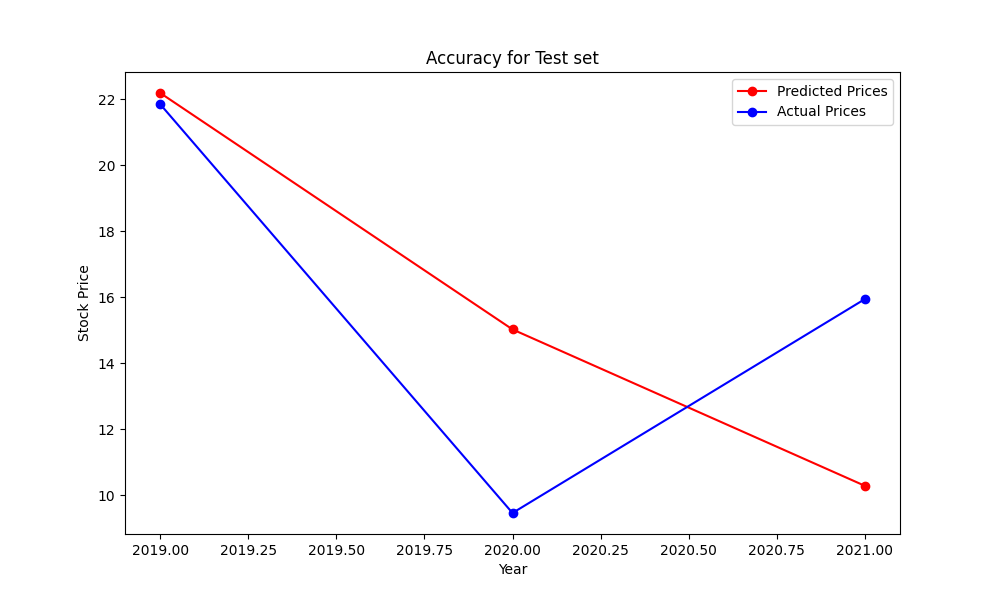 Accuracy for Test set
Predicted Prices
Actual Prices
22
20
18
16
14
12
10
Stock Price
2019.00 2019.25 2019.50 2019.75 2020.00 2020.25 2020.50 2020.75 2021.00
Year